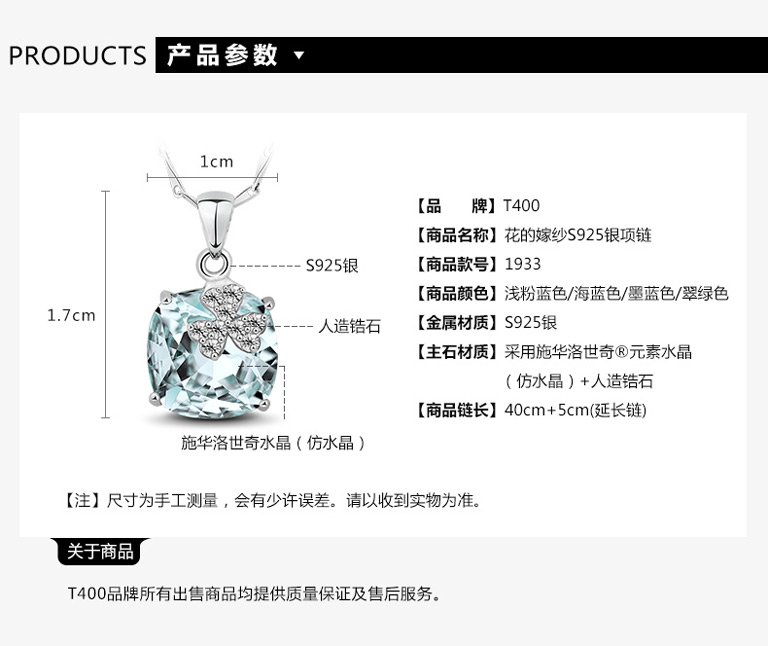 PRODUCTS 产品参数
1cm
1.7cm
S925银
人造锆石
施华洛世奇水晶（仿水晶）
【品 牌】T400
【商品名称】花的嫁纱S925银项链
【商品款号】1933
【商品颜色】浅粉蓝色/海蓝色/墨蓝色/翠绿色
【金属材质】S925银
【主石材质】采用施华洛世奇®元素水晶
（仿水晶）+人造锆石
【商品链长】40cm+5cm(延长链)
【注】尺寸为手工测量，会有少许误差。请以收到实物为准。
关于商品
T400品牌所有出售商品均提供质量保证及售后服务。